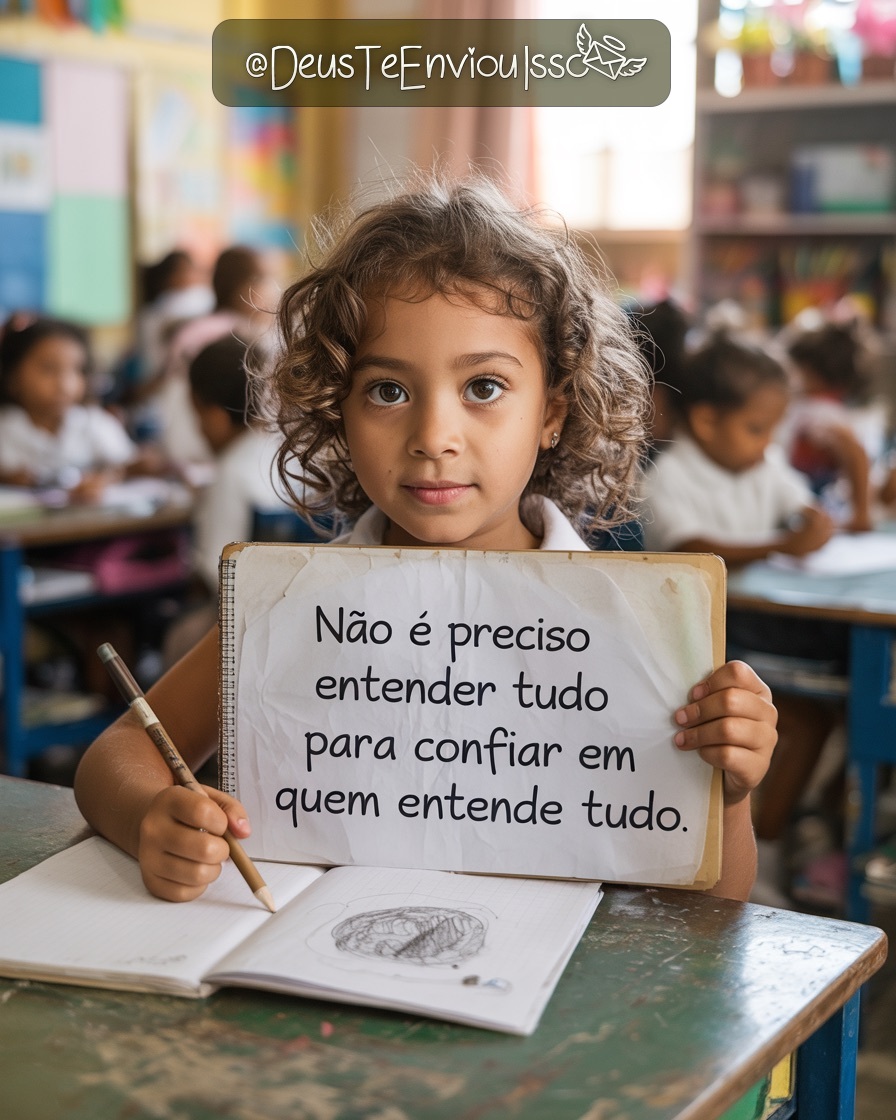 @DeusTeEnviouIsso
Não é preciso
entender tudo
para confiar em
quem entende tudo.